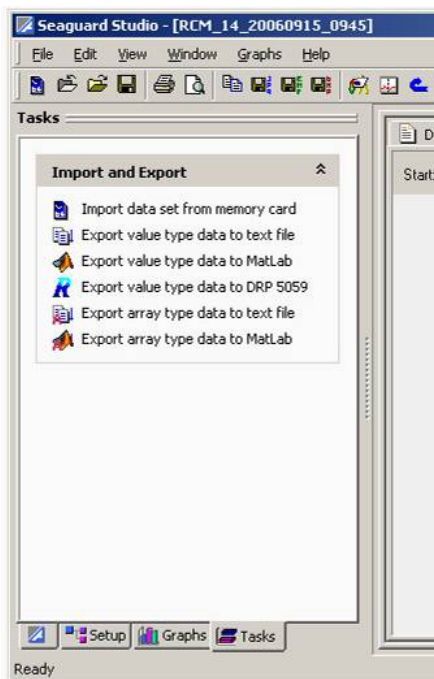 Seaguard Studio - [RCM_14_20060915_0945]
File Edit View Window Graphs Help
Tasks
D
Start:
Import and Export
Import data set from memory card
Export value type data to text file
Export value type data to MatLab
Export value type data to DRP 5059
Export array type data to text file
Export array type data to MatLab
Setup Graphs Tasks
Ready